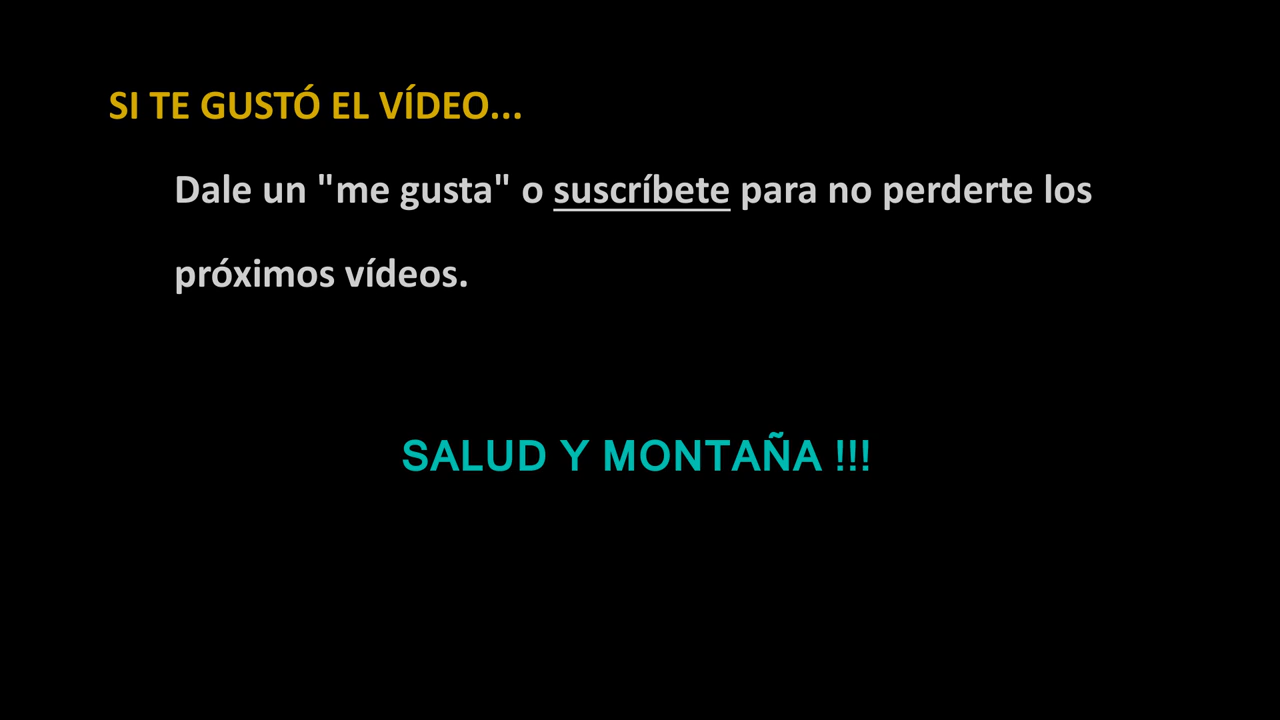 SI TE GUSTÓ EL VÍDEO...
Dale un "me gusta" o suscríbete para no perderte los
próximos vídeos.
SALUD Y MONTAÑA !!!